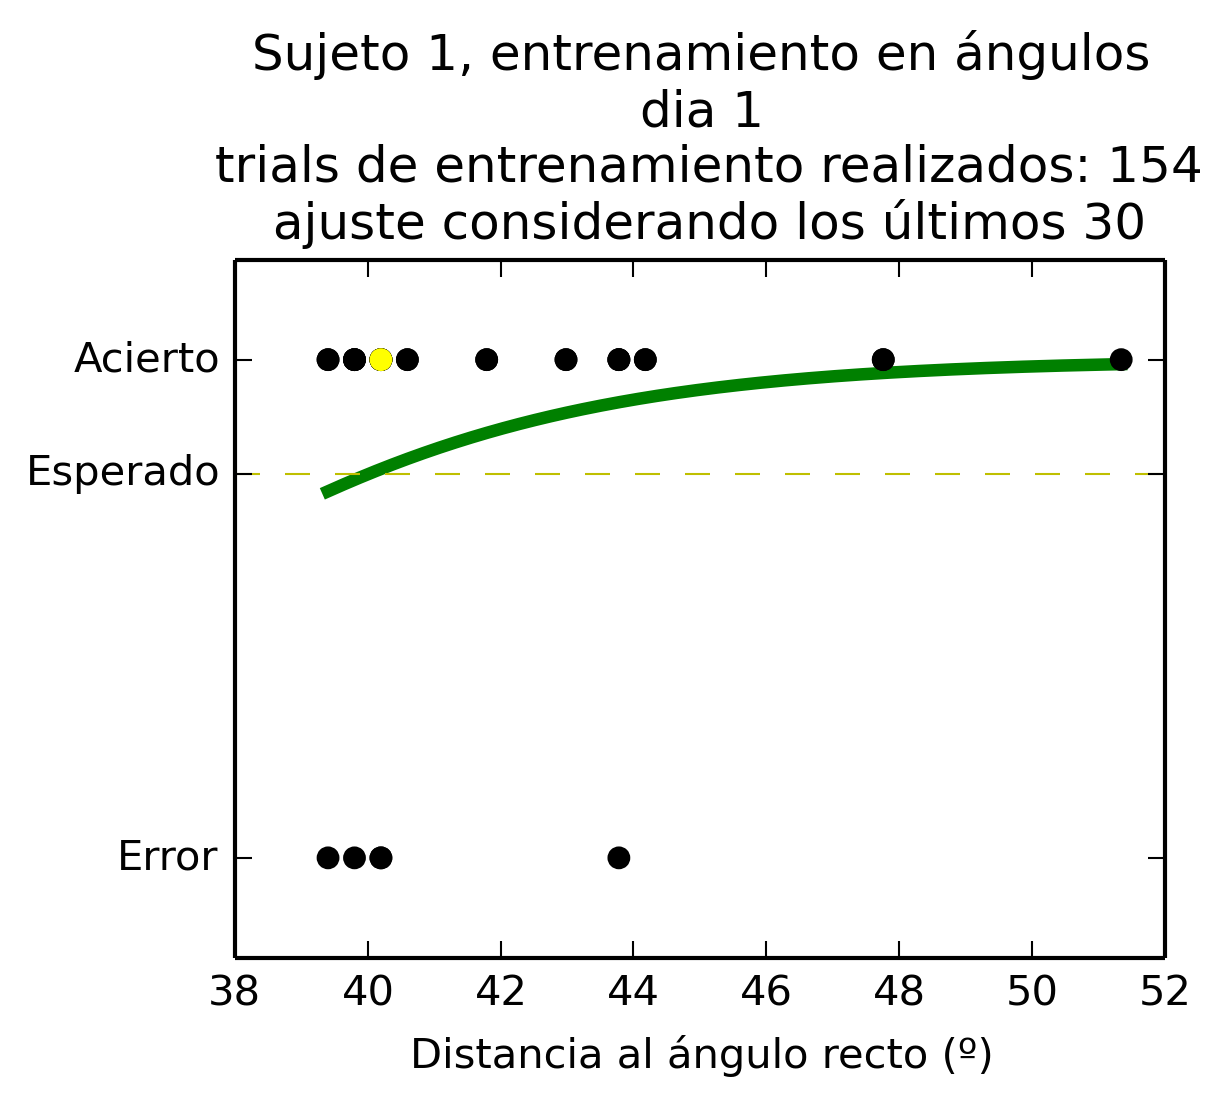 Sujeto 1, entrenamiento en ángulos
dia 1
trials de entrenamiento realizados: 154
ajuste considerando los últimos 30
Acierto
Esperado
Error
38 40 42 44 46 48 50 52
Distancia al ángulo recto (º)